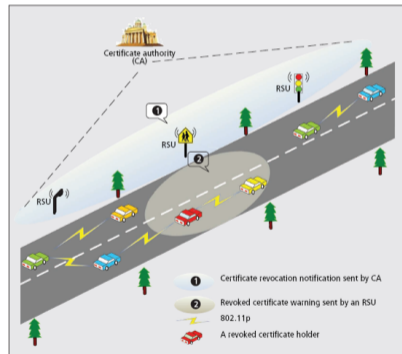 Certificate authority
(CA)
1
RSU
RSU
2
RSU
1 Certificate revocation notification sent by CA
2 Revoked certificate warning sent by an RSU
802.11p
A revoked certificate holder